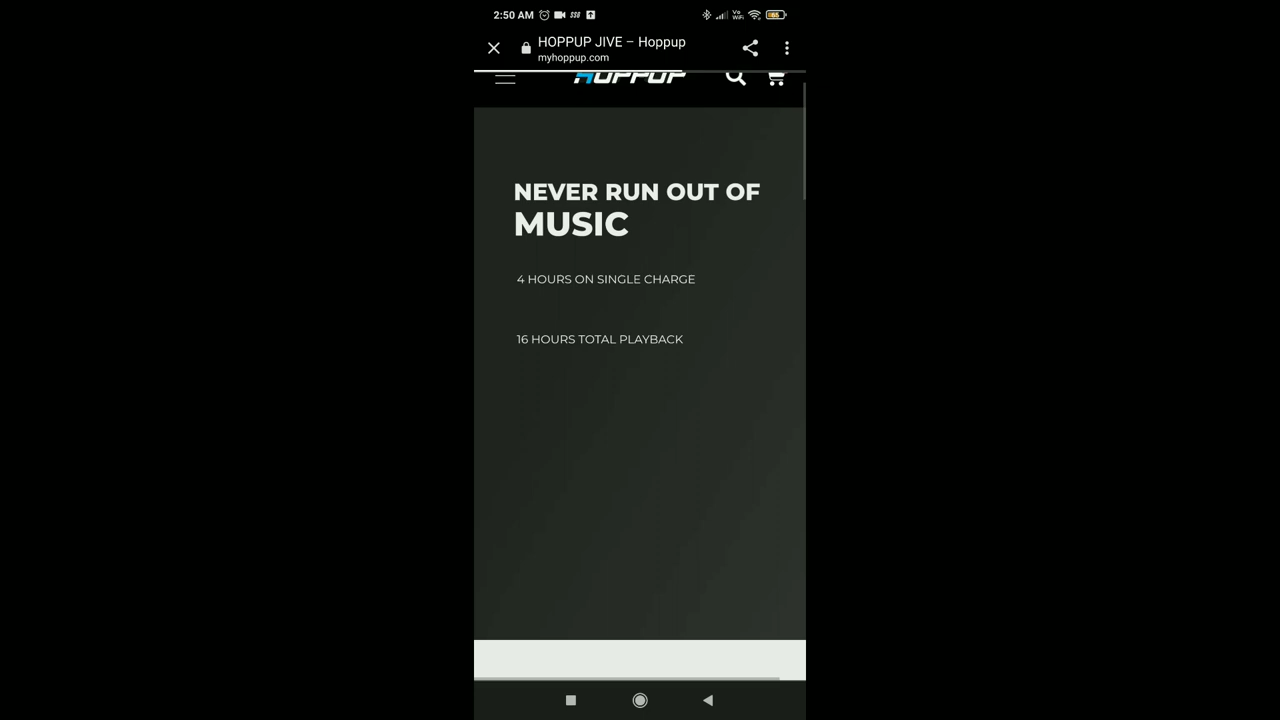 2:50 AM
HOPPUP JIVE – Hoppup
myhoppup.com
HOPPUP
NEVER RUN OUT OF
MUSIC
4 HOURS ON SINGLE CHARGE
16 HOURS TOTAL PLAYBACK